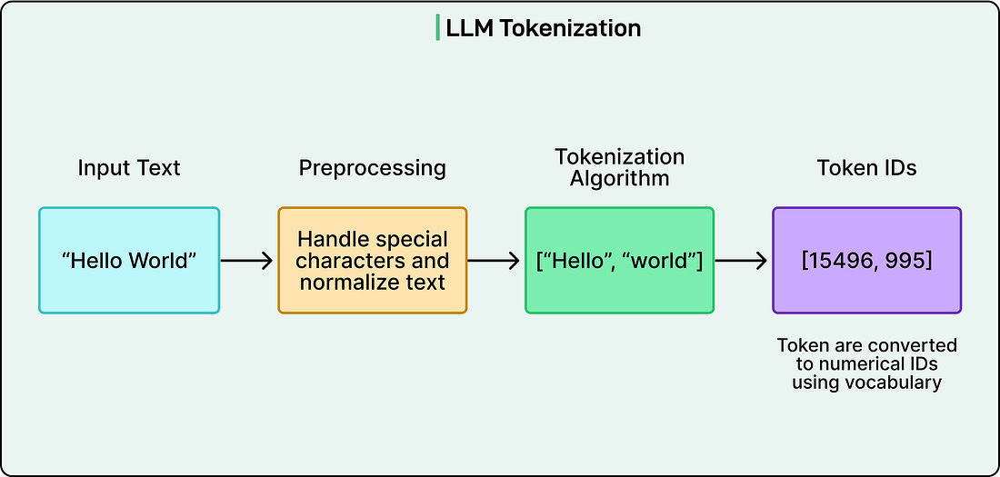 LLM Tokenization
Input Text
Preprocessing
Tokenization
Algorithm
Token IDs
“Hello World”
Handle special
characters and
normalize text
[“Hello”, “world”]
[15496, 995]
Token are converted
to numerical IDs
using vocabulary